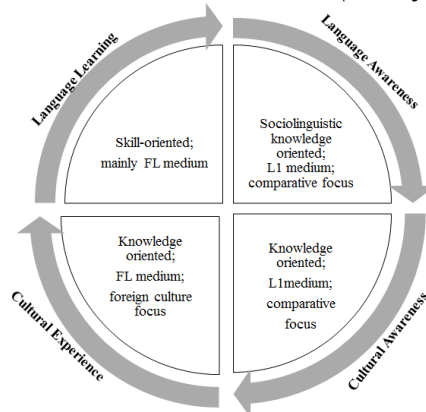 Language Learning
Language Awareness
Skill-oriented;
mainly FL medium
Sociolinguistic
knowledge
oriented;
L1 medium;
comparative focus
Knowledge
oriented;
FL medium;
foreign culture
focus
Knowledge
oriented;
L1medium;
comparative
focus
Cultural Experience
Cultural Awareness